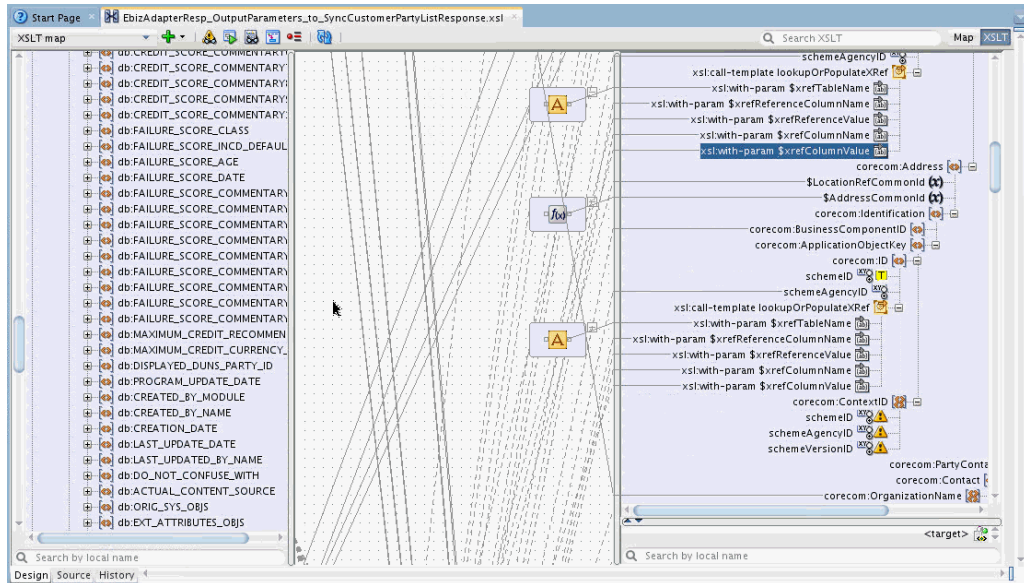 Start Page
EbizAdapterResp_OutputParameters_to_SyncCustomerPartyListResponse.xsl
XSLT map
Search XSLT
Map
XSLT
db:CREDIT_SCORE_COMMENTARY
db:CREDIT_SCORE_COMMENTARY
db:CREDIT_SCORE_COMMENTARY
db:CREDIT_SCORE_COMMENTARY
db:CREDIT_SCORE_COMMENTARY
db:FAILURE_SCORE_CLASS
db:FAILURE_SCORE_INCD_DEFAUL
db:FAILURE_SCORE_AGE
db:FAILURE_SCORE_DATE
db:FAILURE_SCORE_COMMENTARY
db:FAILURE_SCORE_COMMENTARY
db:FAILURE_SCORE_COMMENTARY
db:FAILURE_SCORE_COMMENTARY
db:FAILURE_SCORE_COMMENTARY
db:FAILURE_SCORE_COMMENTARY
db:FAILURE_SCORE_COMMENTARY
db:FAILURE_SCORE_COMMENTARY
db:FAILURE_SCORE_COMMENTARY
db:MAXIMUM_CREDIT_RECOMMEN
db:MAXIMUM_CREDIT_CURRENCY_
db:DISPLAYED_DUNS_PARTY_ID
db:PROGRAM_UPDATE_DATE
db:CREATED_BY_MODULE
db:CREATED_BY_NAME
db:CREATION_DATE
db:LAST_UPDATE_DATE
db:LAST_UPDATED_BY_NAME
db:DO_NOT_CONFUSE_WITH
db:ACTUAL_CONTENT_SOURCE
db:ORIG_SYS_OBJS
db:EXT_ATTRIBUTES_OBJS
Search by local name
A
f(x)
A
schemeAgencyID
xsl:call-template lookupOrPopulateXRef
xsl:with-param $xrefTableName
xsl:with-param $xrefReferenceColumnName
xsl:with-param $xrefReferenceValue
xsl:with-param $xrefColumnName
xsl:with-param $xrefColumnValue
corecom:Address
$LocationRefCommonId (x)
$AddressCommonId (x)
corecom:Identification
corecom:BusinessComponentID
corecom:ApplicationObjectKey
corecom:ID
schemeID T
schemeAgencyID
xsl:call-template lookupOrPopulateXRef
xsl:with-param $xrefTableName
xsl:with-param $xrefReferenceColumnName
xsl:with-param $xrefReferenceValue
xsl:with-param $xrefColumnName
xsl:with-param $xrefColumnValue
corecom:ContextID
schemeID
schemeAgencyID
schemeVersionID
corecom:PartyConta
corecom:Contact
corecom:OrganizationName
<target>
Search by local name
Design
Source
History